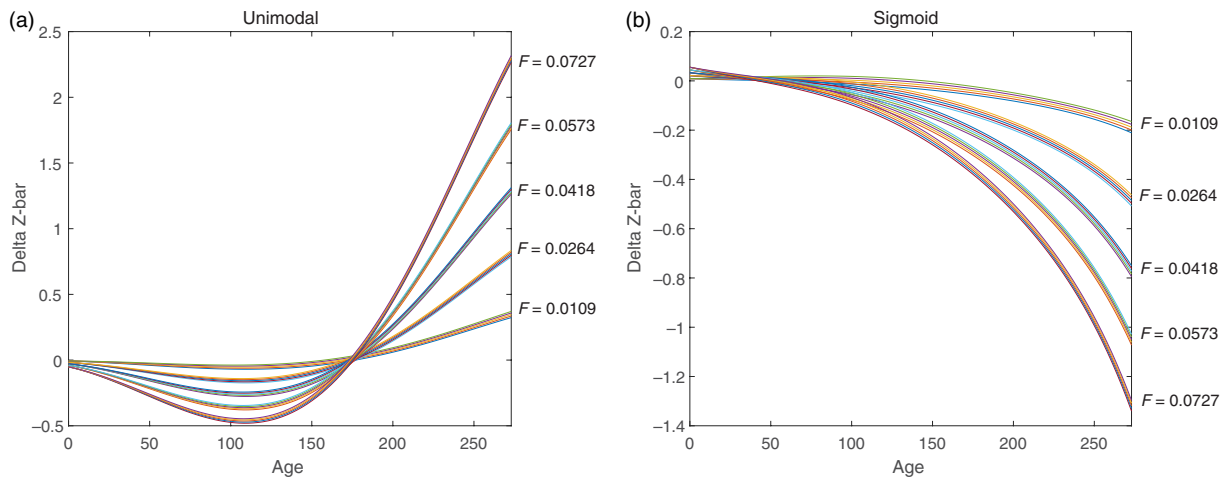 (a)
Unimodal
2.5
2
1.5
1
0.5
0
−0.5
Delta Z-bar
0 50 100 150 200 250
Age
F = 0.0727
F = 0.0573
F = 0.0418
F = 0.0264
F = 0.0109
(b)
Sigmoid
0.2
0
−0.2
−0.4
−0.6
−0.8
−1
−1.2
−1.4
Delta Z-bar
0 50 100 150 200 250
Age
F = 0.0109
F = 0.0264
F = 0.0418
F = 0.0573
F = 0.0727